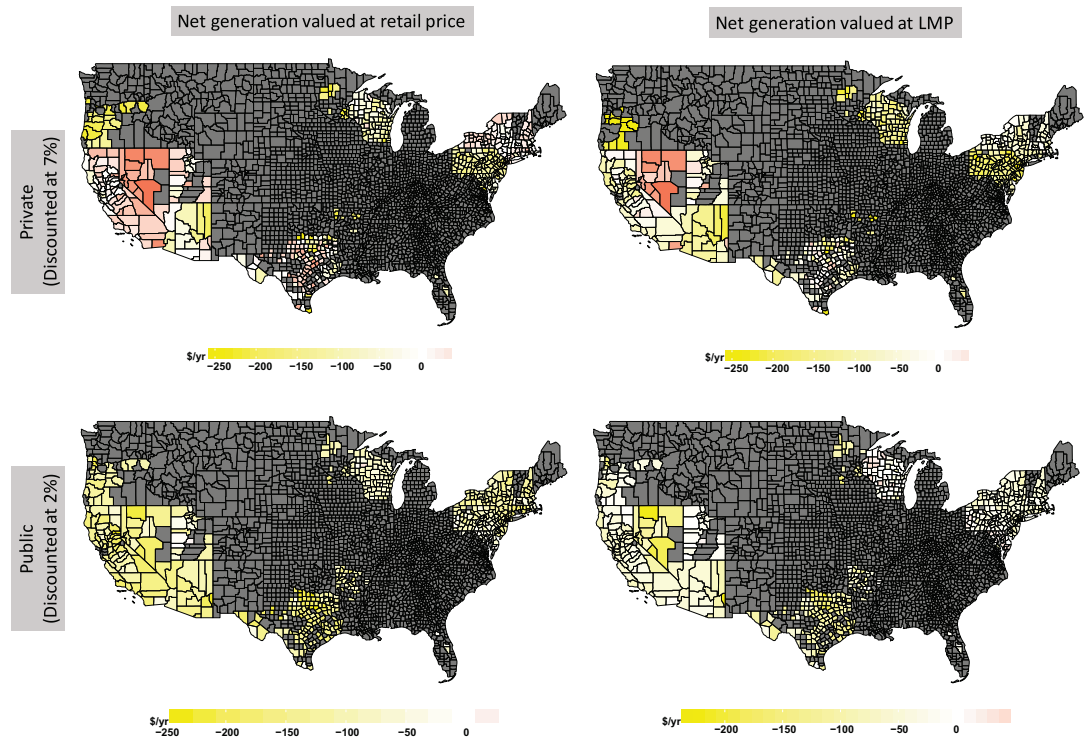 Net generation valued at retail price
Net generation valued at LMP
Private
(Discounted at 7%)
$/yr
−250 −200 −150 −100 −50 0
$/yr
−250 −200 −150 −100 −50 0
Public
(Discounted at 2%)
$/yr
−200 −150 −100 −50 0
$/yr
−200 −150 −100 −50 0